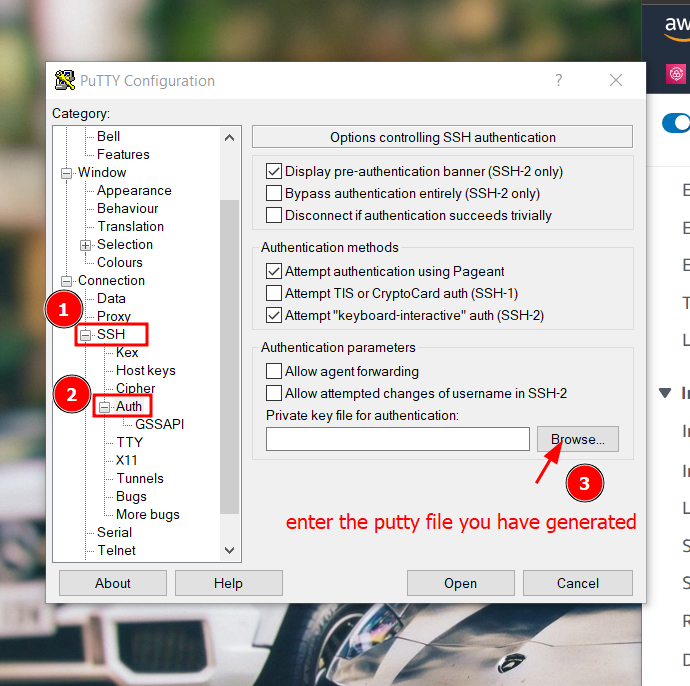 aw
PuTTY Configuration
?
Category:
Bell
Features
Window
Appearance
Behaviour
Translation
Selection
Colours
Connection
Data
Proxy
1
SSH
Kex
Host keys
Cipher
2
Auth
GSSAPI
TTY
X11
Tunnels
Bugs
More bugs
Serial
Telnet
Options controlling SSH authentication
Display pre-authentication banner (SSH-2 only)
Bypass authentication entirely (SSH-2 only)
Disconnect if authentication succeeds trivially
Authentication methods
Attempt authentication using Pageant
Attempt TIS or CryptoCard auth (SSH-1)
Attempt "keyboard-interactive" auth (SSH-2)
Authentication parameters
Allow agent forwarding
Allow attempted changes of username in SSH-2
Private key file for authentication:
Browse...
3
enter the putty file you have generated
About
Help
Open
Cancel